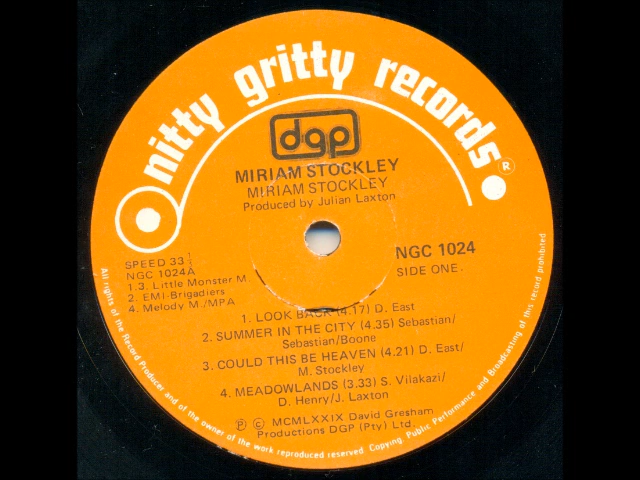 nitty gritty records
®
dgp
MIRIAM STOCKLEY
MIRIAM STOCKLEY
Produced by Julian Laxton
SPEED 33⅓
NGC 1024A
1.3. Little Monster M.
2. EMI-Brigadiers
4. Melody M./MPA
NGC 1024
SIDE ONE.
1. LOOK BACK (4.17) D. East
2. SUMMER IN THE CITY (4.35) Sebastian/
Sebastian/Boone
3. COULD THIS BE HEAVEN (4.21) D. East/
M. Stockley
4. MEADOWLANDS (3.33) S. Vilakazi/
D. Henry/J. Laxton
℗ © MCMLXXIX David Gresham
Productions DGP (Pty) Ltd.
All rights of the Record Producer and of the owner of the work reproduced reserved. Copying, Public Performance and Broadcasting of this record prohibited